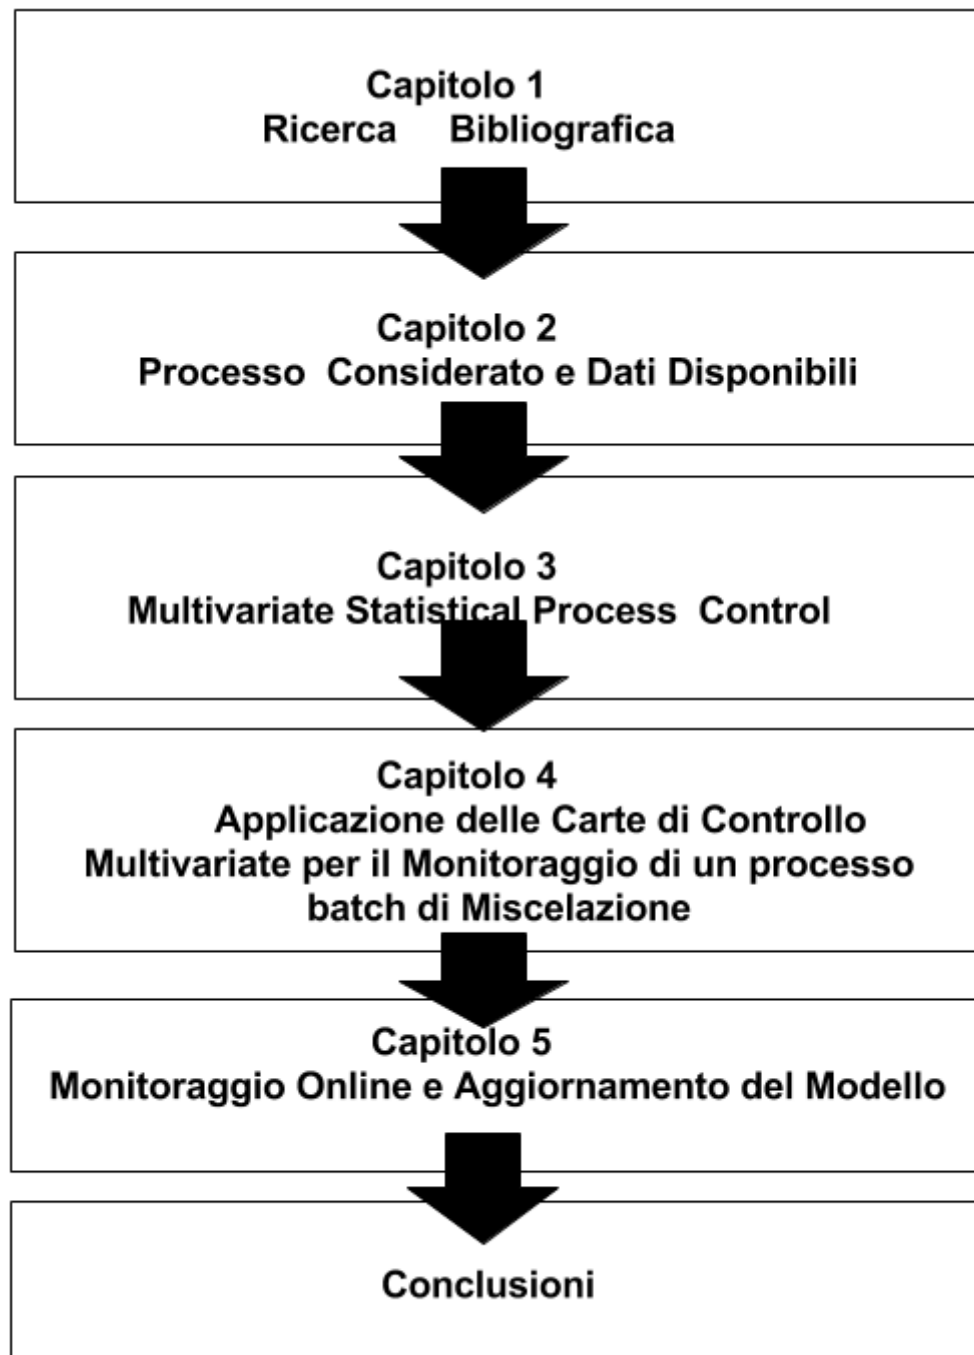 Capitolo 1
Ricerca Bibliografica
Capitolo 2
Processo Considerato e Dati Disponibili
Capitolo 3
Multivariate Statistical Process Control
Capitolo 4
Applicazione delle Carte di Controllo
Multivariate per il Monitoraggio di un processo
batch di Miscelazione
Capitolo 5
Monitoraggio Online e Aggiornamento del Modello
Conclusioni